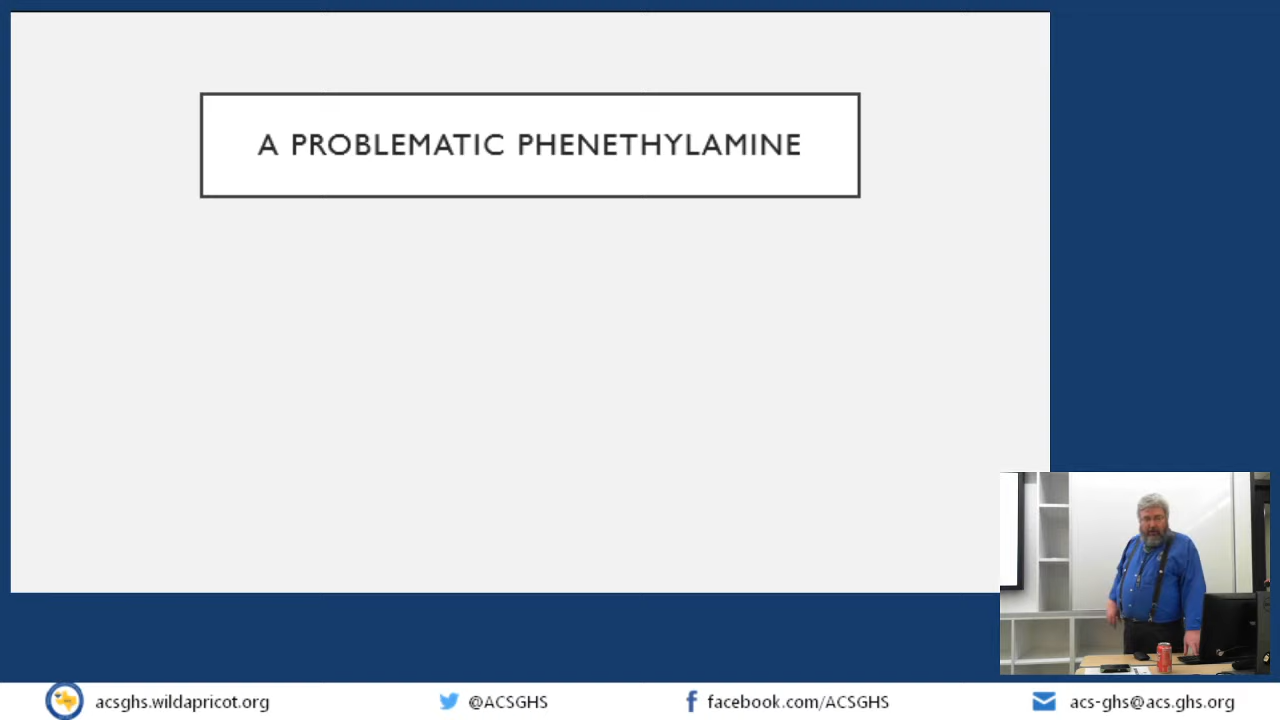 A PROBLEMATIC PHENETHYLAMINE
acsghs.wildapricot.org
@ACSGHS
facebook.com/ACSGHS
acs-ghs@acs.ghs.org